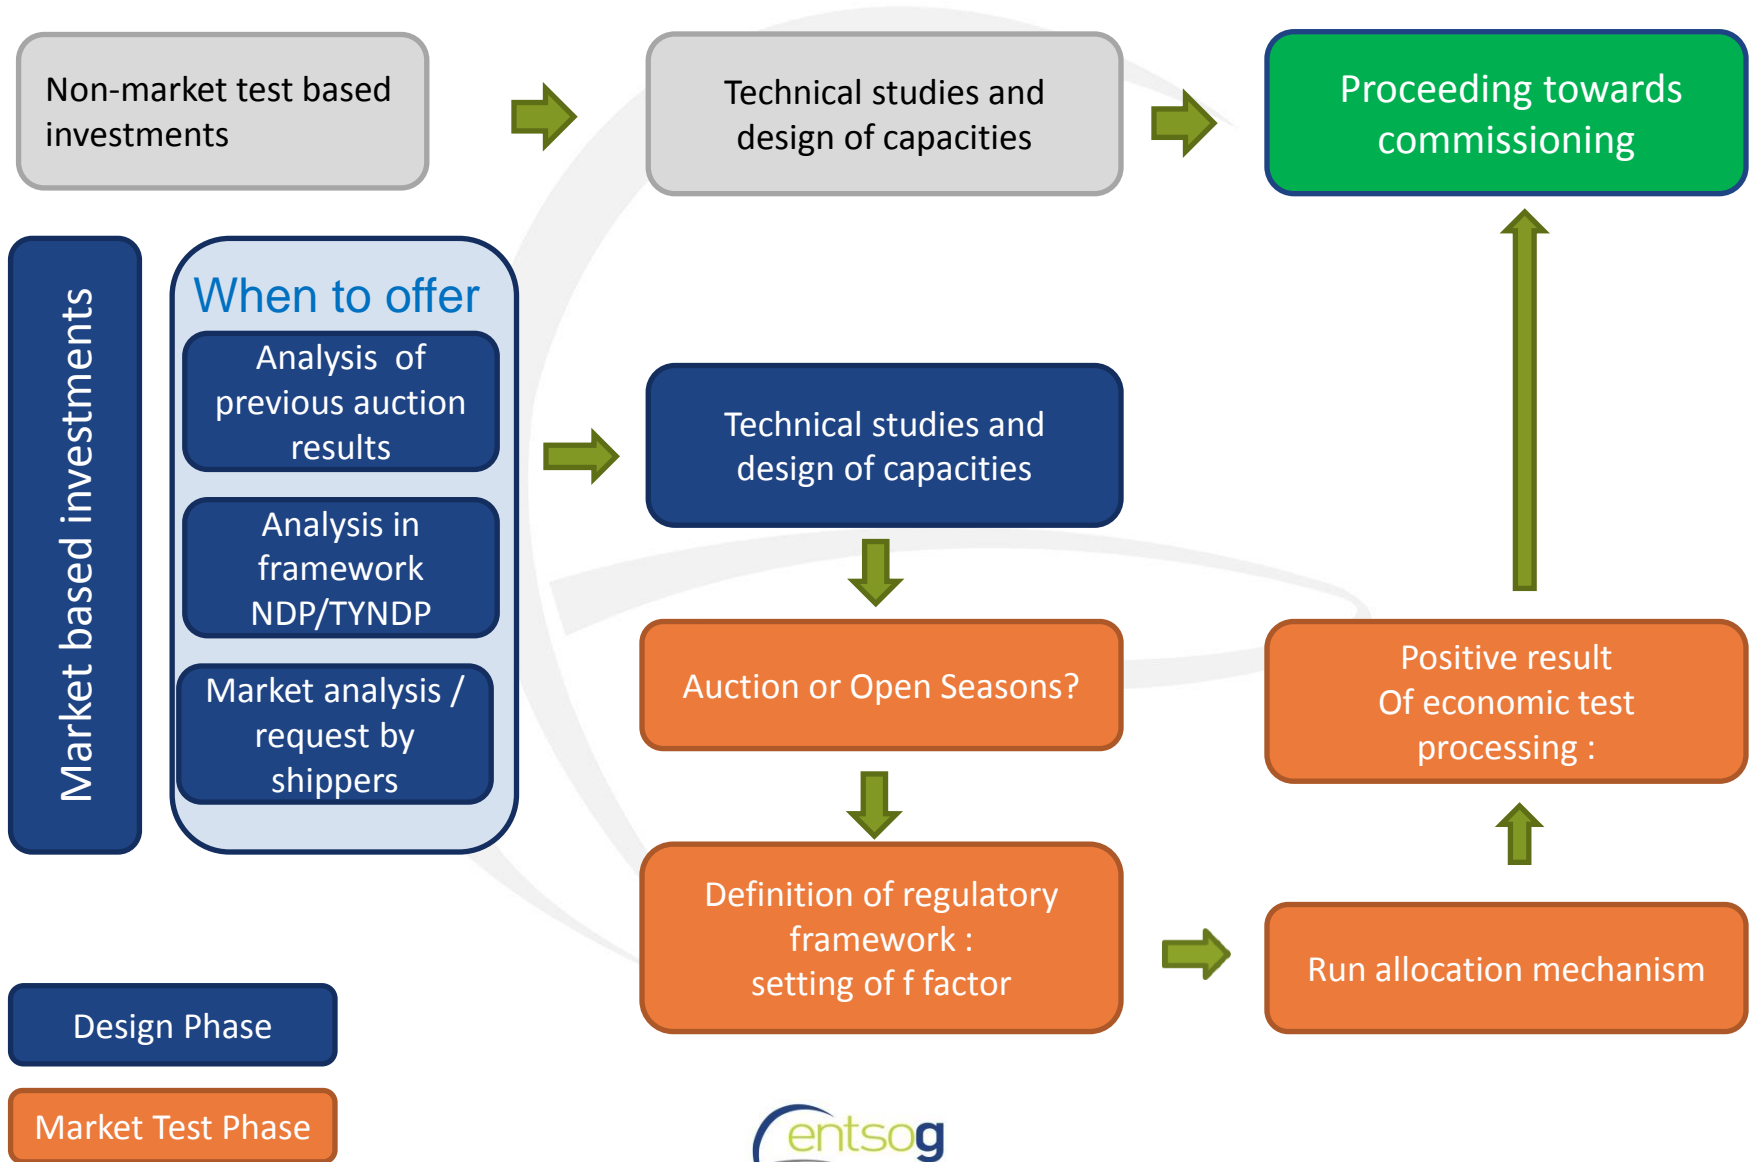 Non-market test based
investments
Technical studies and
design of capacities
Proceeding towards
commissioning
Market based investments
When to offer
Analysis of
previous auction
results
Analysis in
framework
NDP/TYNDP
Market analysis /
request by
shippers
Technical studies and
design of capacities
Auction or Open Seasons?
Definition of regulatory
framework :
setting of f factor
Run allocation mechanism
Positive result
Of economic test
processing :
Design Phase
Market Test Phase
entsog